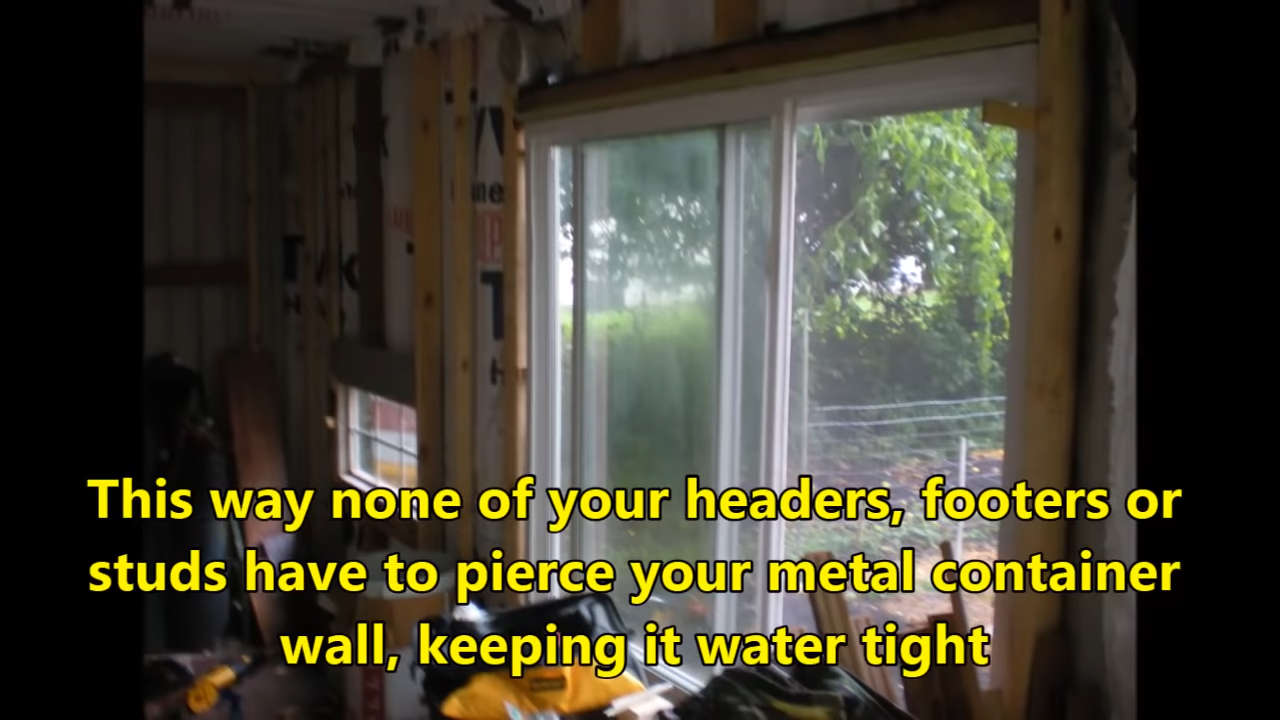 This way none of your headers, footers or
studs have to pierce your metal container
wall, keeping it water tight